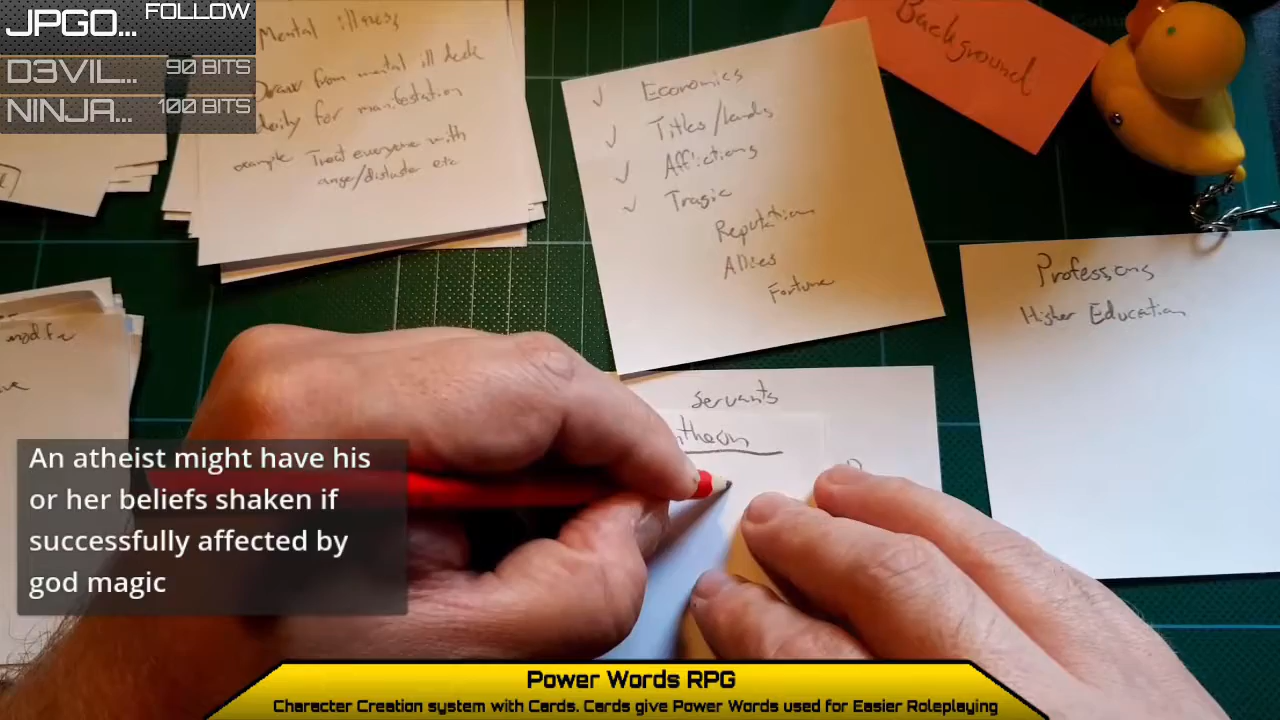 JPGO...
FOLLOW
D3VIL...
90 BITS
NINJA...
100 BITS
Mental illness
Draw from mental ill deck
daily for manifestation
example Treat everyone with
anger/distaste etc
✓ Economics
✓ Titles/lands
✓ Afflictions
✓ Tragic
Reputation
Allies
Fortune
Background
Professions
Higher Education
Servants
An atheist might have his
or her beliefs shaken if
successfully affected by
god magic
Power Words RPG
Character Creation system with Cards. Cards give Power Words used for Easier Roleplaying